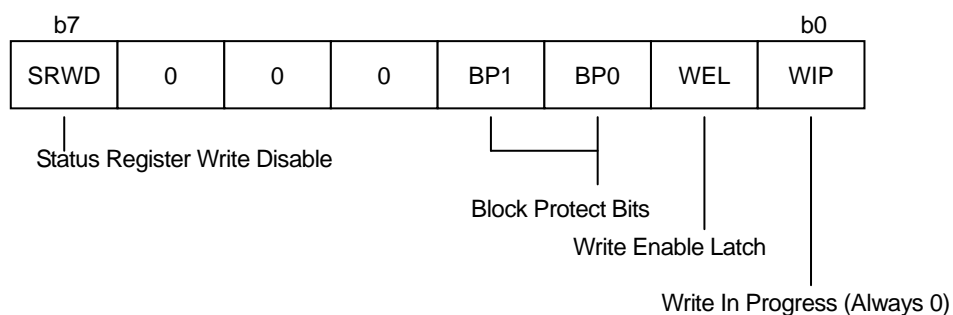 b7 b0
SRWD 0 0 0 BP1 BP0 WEL WIP
Status Register Write Disable
Block Protect Bits
Write Enable Latch
Write In Progress (Always 0)